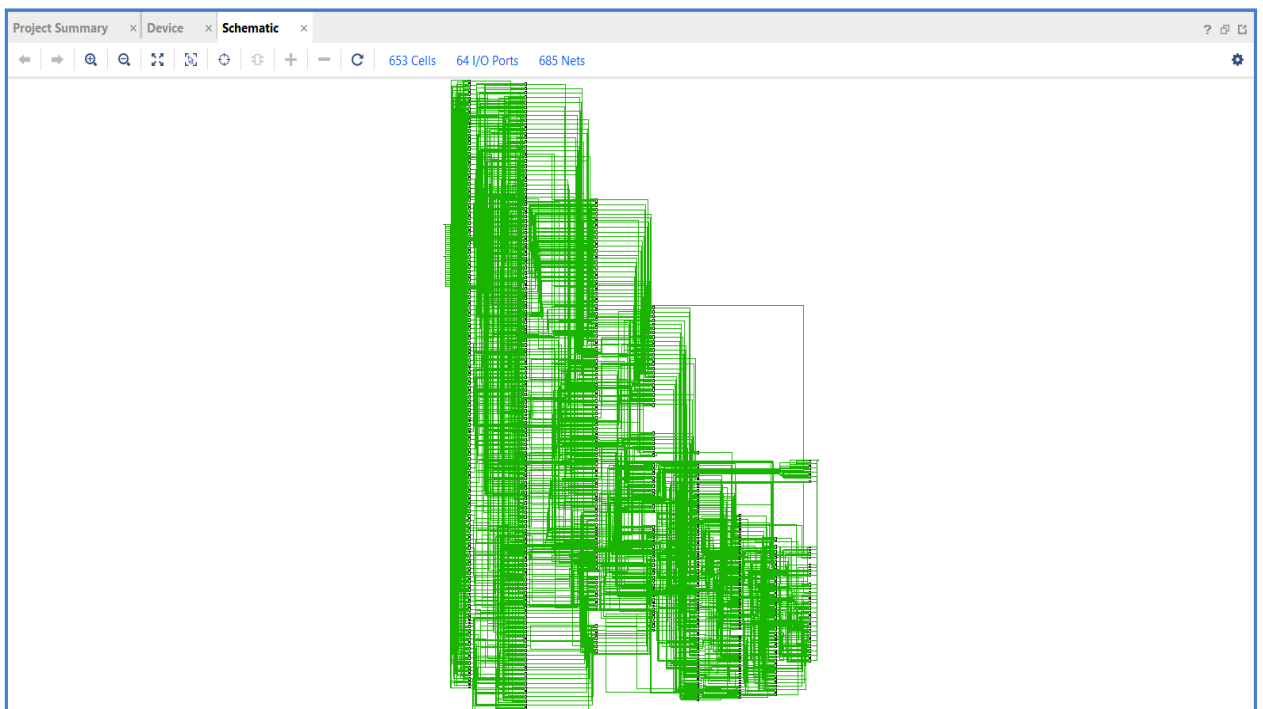 Project Summary × Device × Schematic × ?
653 Cells 64 I/O Ports 685 Nets